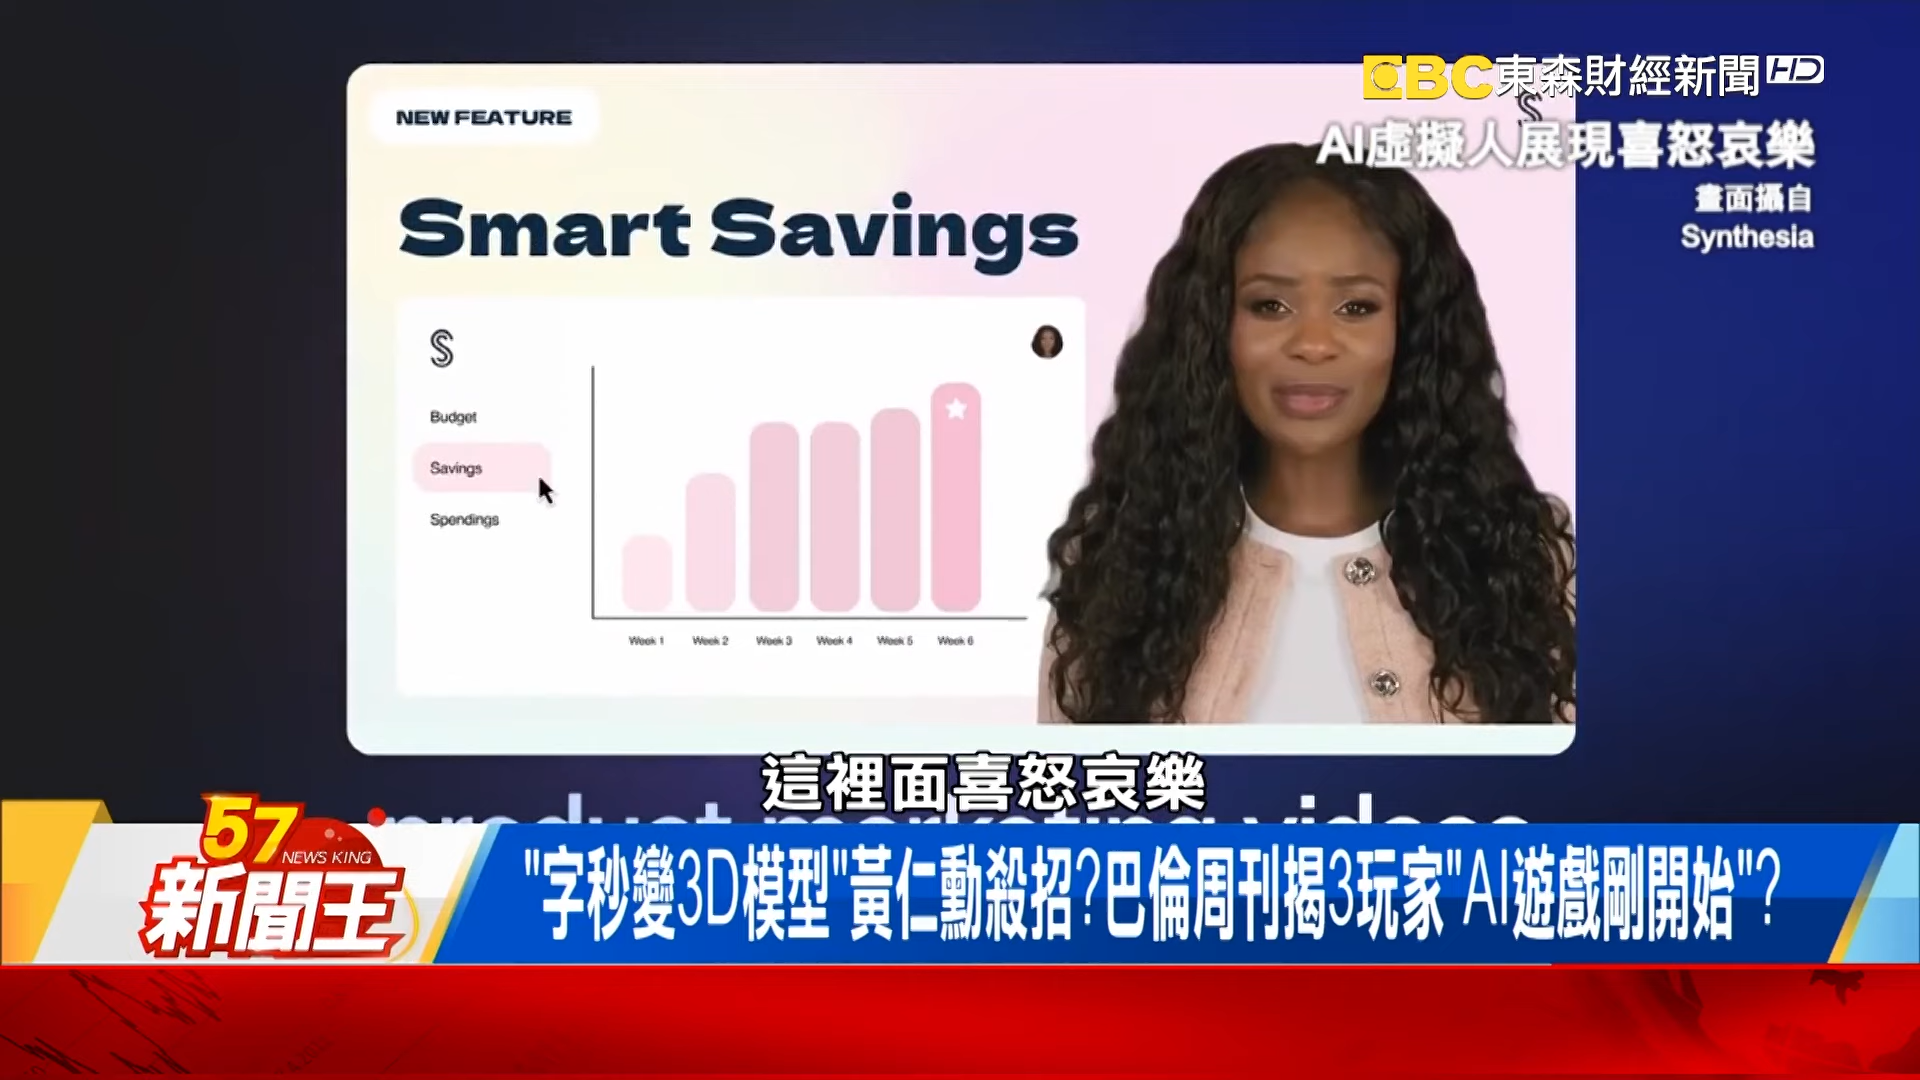 EBC東森財經新聞HD
NEW FEATURE
AI虛擬人展現喜怒哀樂
畫面攝自
Synthesia
Smart Savings
Budget
Savings
Spendings
Week 1 Week 2 Week 3 Week 4 Week 5 Week 6
這裡面喜怒哀樂
product marketing videos
57
NEWS KING
新聞王
"字秒變3D模型"黃仁勳殺招?巴倫周刊揭3玩家"AI遊戲剛開始"?